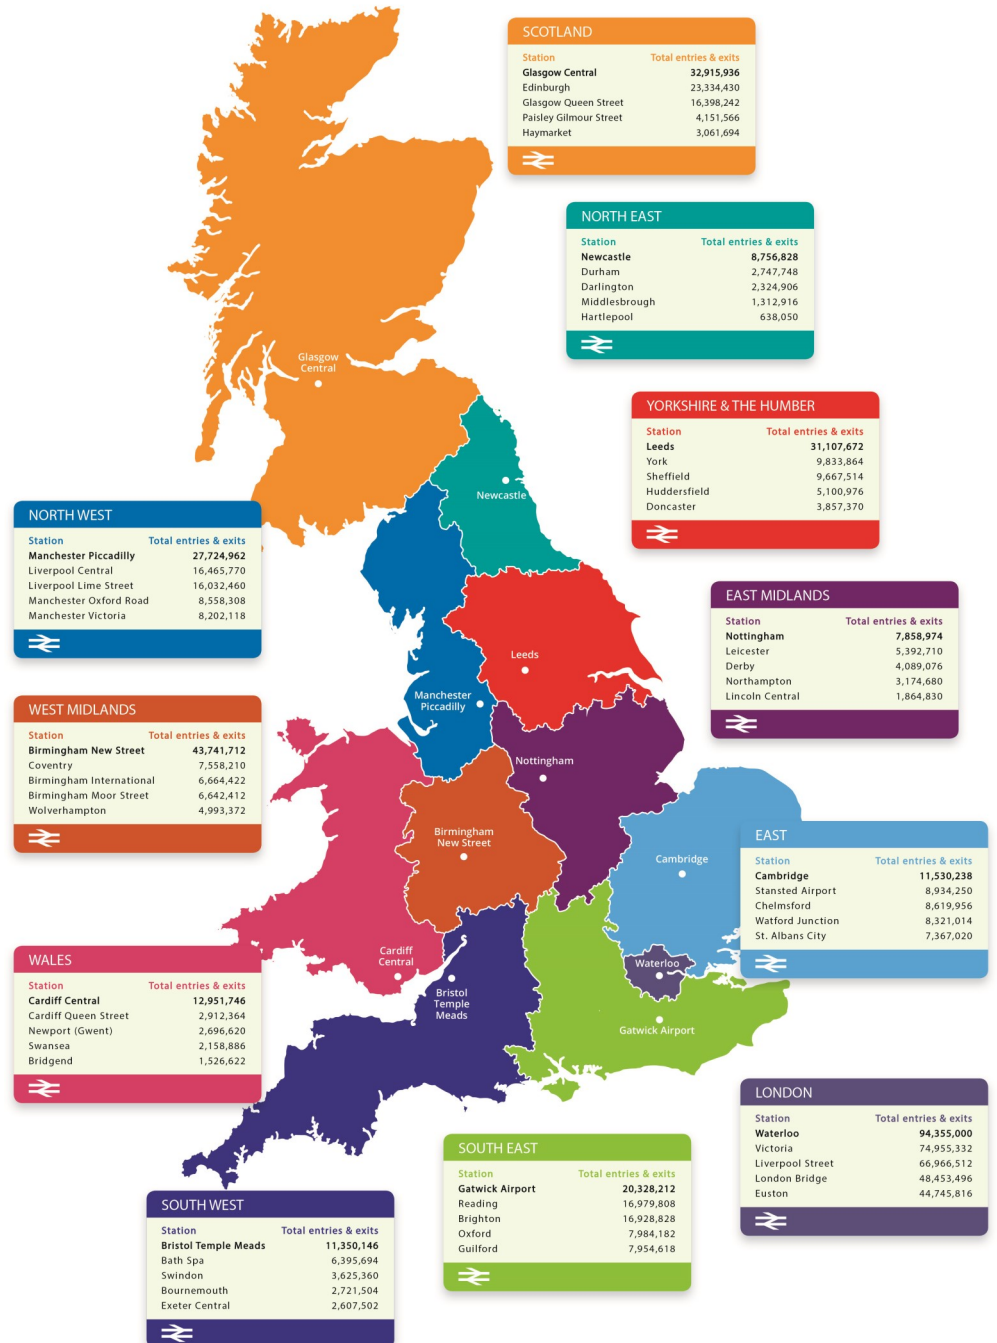 SCOTLAND
Station Total entries & exits
Glasgow Central 32,915,936
Edinburgh 23,334,430
Glasgow Queen Street 16,398,242
Paisley Gilmour Street 4,151,566
Haymarket 3,061,694
NORTH EAST
Station Total entries & exits
Newcastle 8,756,828
Durham 2,747,748
Darlington 2,324,906
Middlesbrough 1,312,916
Hartlepool 638,050
Glasgow
Central
YORKSHIRE & THE HUMBER
Station Total entries & exits
Leeds 31,107,672
York 9,833,864
Sheffield 9,667,514
Huddersfield 5,100,976
Doncaster 3,857,370
Newcastle
NORTH WEST
Station Total entries & exits
Manchester Piccadilly 27,724,962
Liverpool Central 16,465,770
Liverpool Lime Street 16,032,460
Manchester Oxford Road 8,558,308
Manchester Victoria 8,202,118
EAST MIDLANDS
Station Total entries & exits
Nottingham 7,858,974
Leicester 5,392,710
Derby 4,089,076
Northampton 3,174,680
Lincoln Central 1,864,830
Leeds
Manchester
Piccadilly
WEST MIDLANDS
Station Total entries & exits
Birmingham New Street 43,741,712
Coventry 7,558,210
Birmingham International 6,664,422
Birmingham Moor Street 6,642,412
Wolverhampton 4,993,372
Nottingham
Birmingham
New Street
Cambridge
EAST
Station Total entries & exits
Cambridge 11,530,238
Stansted Airport 8,934,250
Chelmsford 8,619,956
Watford Junction 8,321,014
St. Albans City 7,367,020
WALES
Station Total entries & exits
Cardiff Central 12,951,746
Cardiff Queen Street 2,912,364
Newport (Gwent) 2,696,620
Swansea 2,158,886
Bridgend 1,526,622
Cardiff
Central
Bristol
Temple
Meads
Waterloo
Gatwick Airport
LONDON
Station Total entries & exits
Waterloo 94,355,000
Victoria 74,955,332
Liverpool Street 66,966,512
London Bridge 48,453,496
Euston 44,745,816
SOUTH EAST
Station Total entries & exits
Gatwick Airport 20,328,212
Reading 16,979,808
Brighton 16,928,828
Oxford 7,984,182
Guilford 7,954,618
SOUTH WEST
Station Total entries & exits
Bristol Temple Meads 11,350,146
Bath Spa 6,395,694
Swindon 3,625,360
Bournemouth 2,721,504
Exeter Central 2,607,502